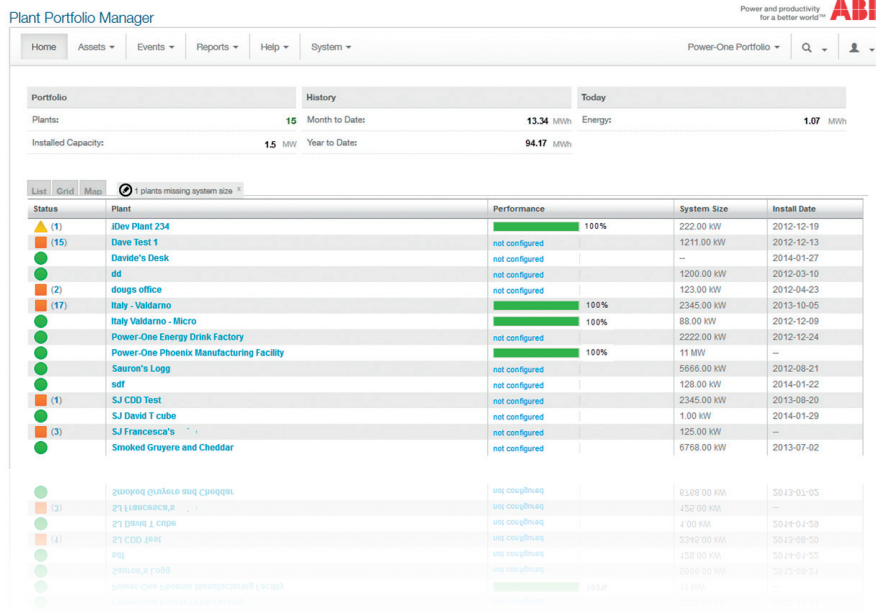 Power and productivity
for a better world™ ABB
Plant Portfolio Manager
Home Assets Events Reports Help System Power-One Portfolio
Portfolio History Today
Plants: 15 Month to Date: 13.34 MWh Energy: 1.07 MWh
Installed Capacity: 1.5 MW Year to Date: 94.17 MWh
List Grid Map 1 plants missing system size x
Status Plant Performance System Size Install Date
(1) iDev Plant 234 100% 222.00 kW 2012-12-19
(15) Dave Test 1 not configured 1211.00 kW 2012-12-13
Davide's Desk not configured -- 2014-01-27
dd not configured 1200.00 kW 2012-03-10
(2) dougs office not configured 123.00 kW 2012-04-23
(17) Italy - Valdarno 100% 2345.00 kW 2013-10-05
Italy Valdarno - Micro 100% 88.00 kW 2012-12-09
Power-One Energy Drink Factory not configured 2222.00 kW 2012-12-24
Power-One Phoenix Manufacturing Facility 100% 11 MW --
Sauron's Logg not configured 5666.00 kW 2012-08-21
sdf not configured 128.00 kW 2014-01-22
(1) SJ CDD Test not configured 2345.00 kW 2013-08-20
SJ David T cube not configured 1.00 kW 2014-01-29
(3) SJ Francesca's not configured 125.00 kW --
Smoked Gruyere and Cheddar not configured 6768.00 kW 2013-07-02